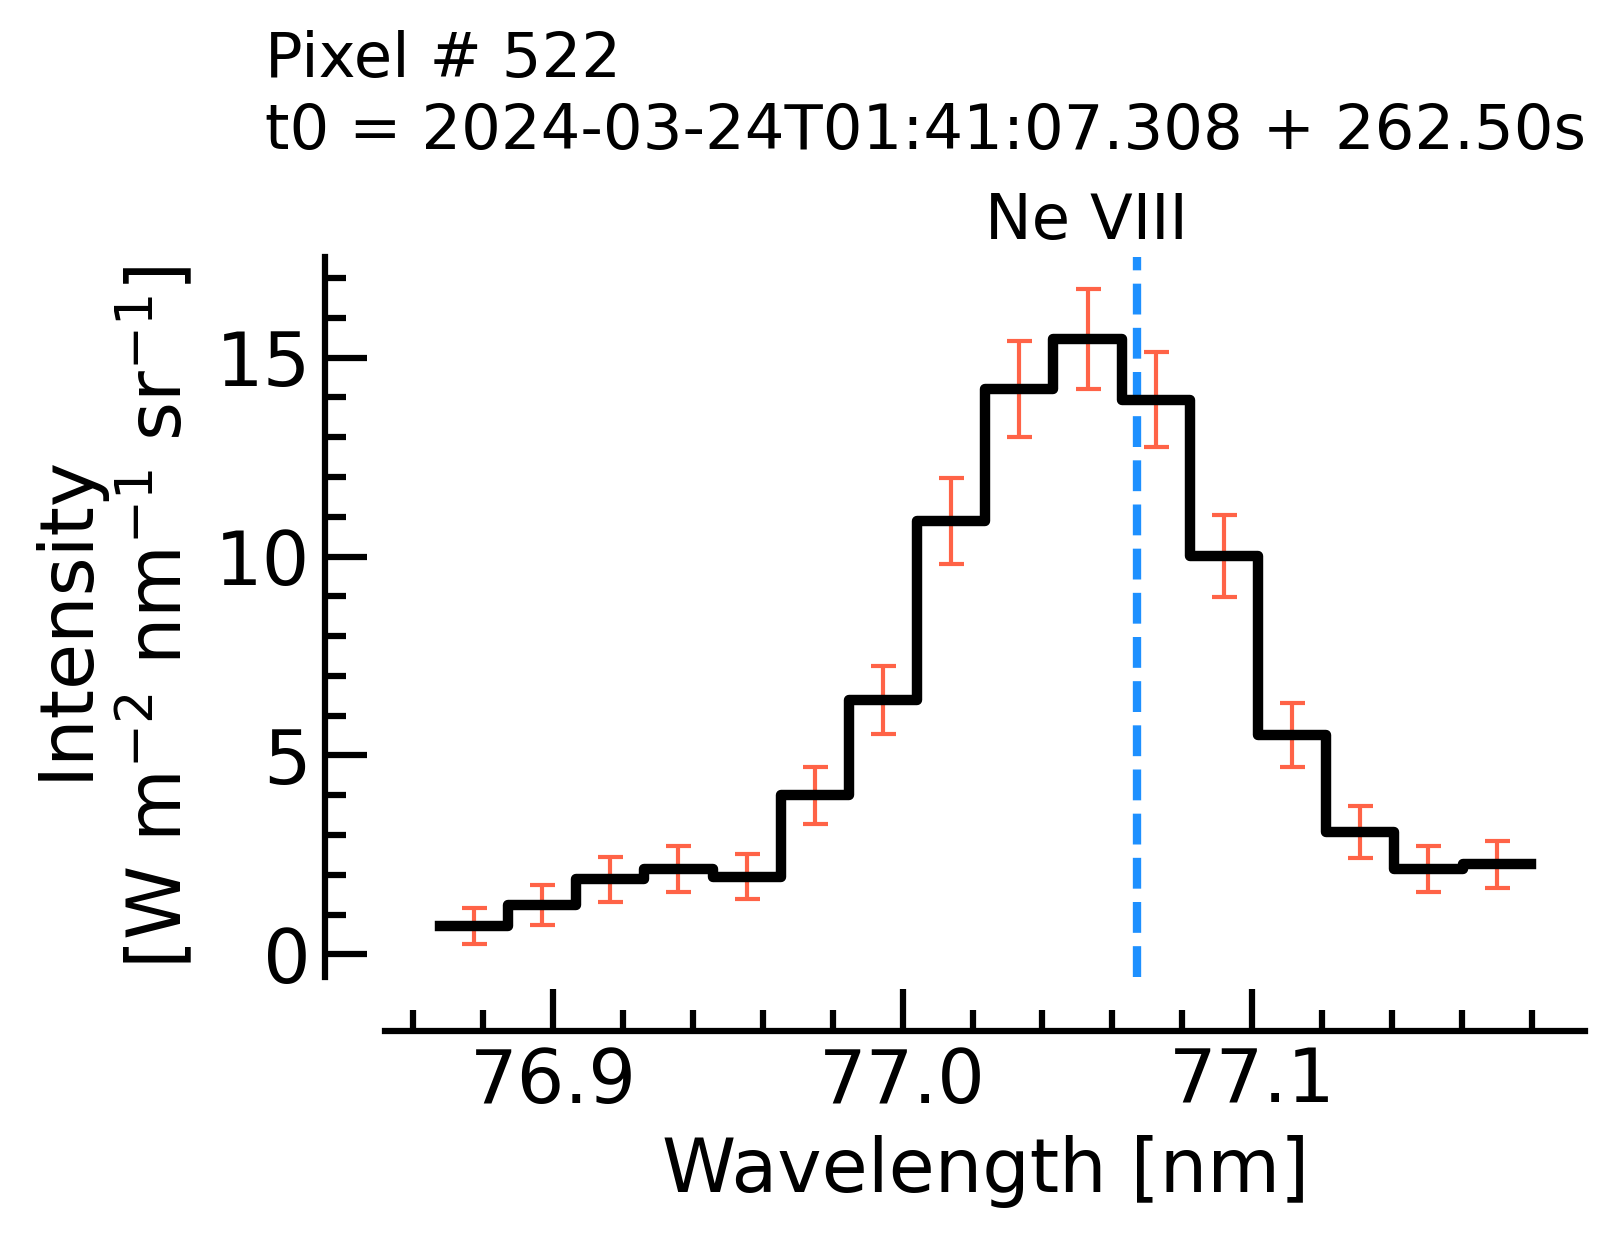 Pixel # 522
t0 = 2024-03-24T01:41:07.308 + 262.50s
Ne VIII
Intensity
[W m⁻² nm⁻¹ sr⁻¹]
15
10
5
0
76.9 77.0 77.1
Wavelength [nm]